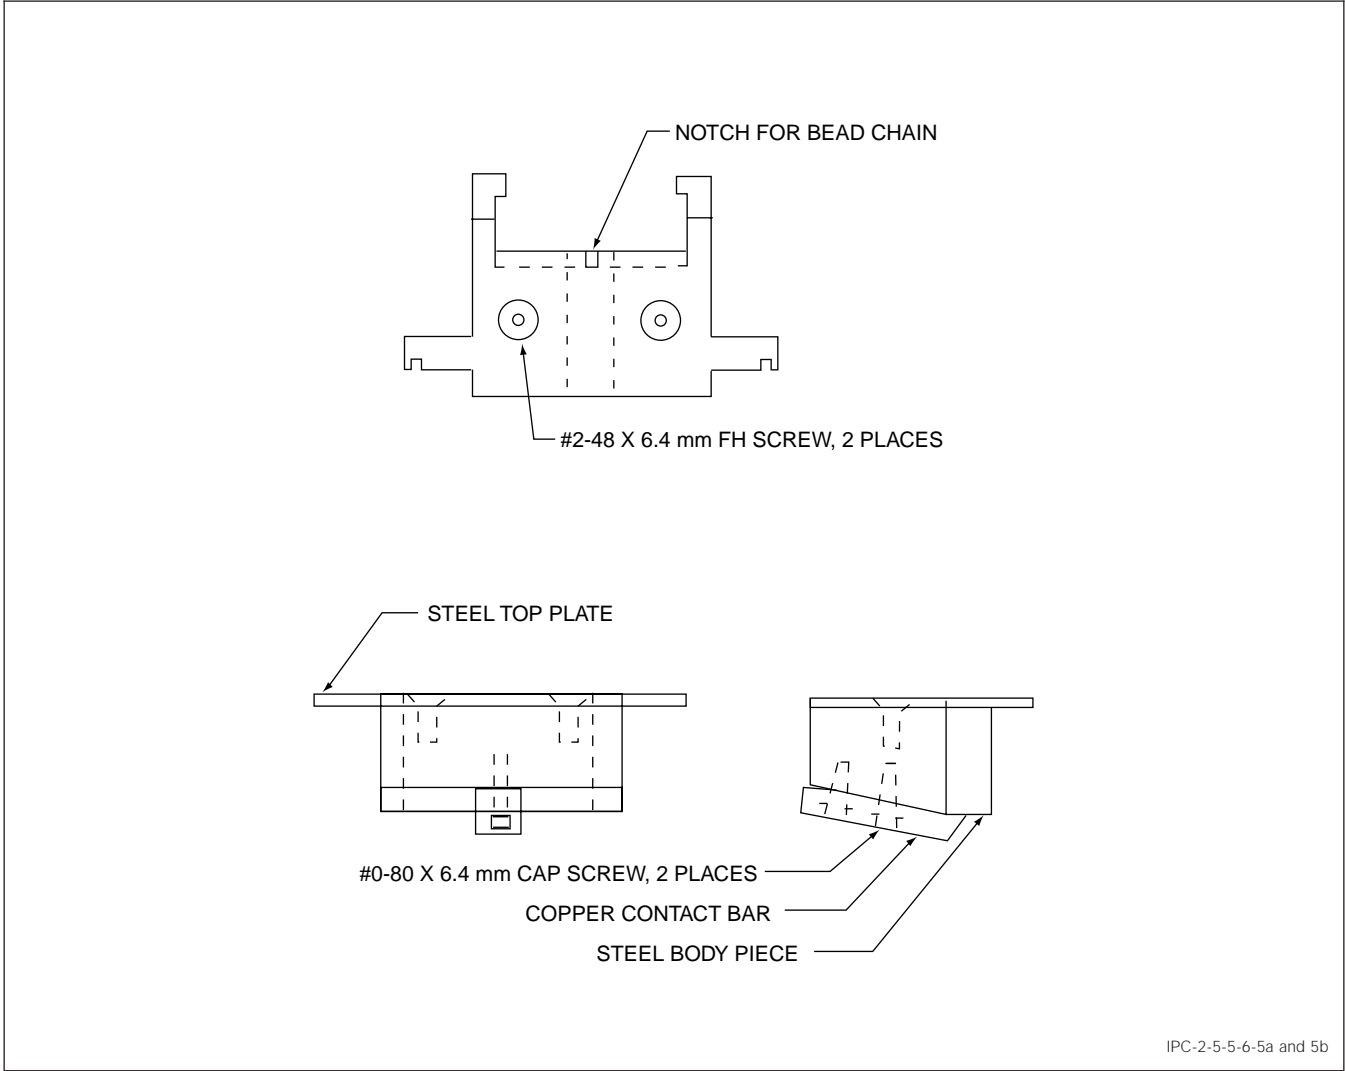 NOTCH FOR BEAD CHAIN
#2-48 X 6.4 mm FH SCREW, 2 PLACES
STEEL TOP PLATE
#0-80 X 6.4 mm CAP SCREW, 2 PLACES
COPPER CONTACT BAR
STEEL BODY PIECE
IPC-2-5-5-6-5a and 5b